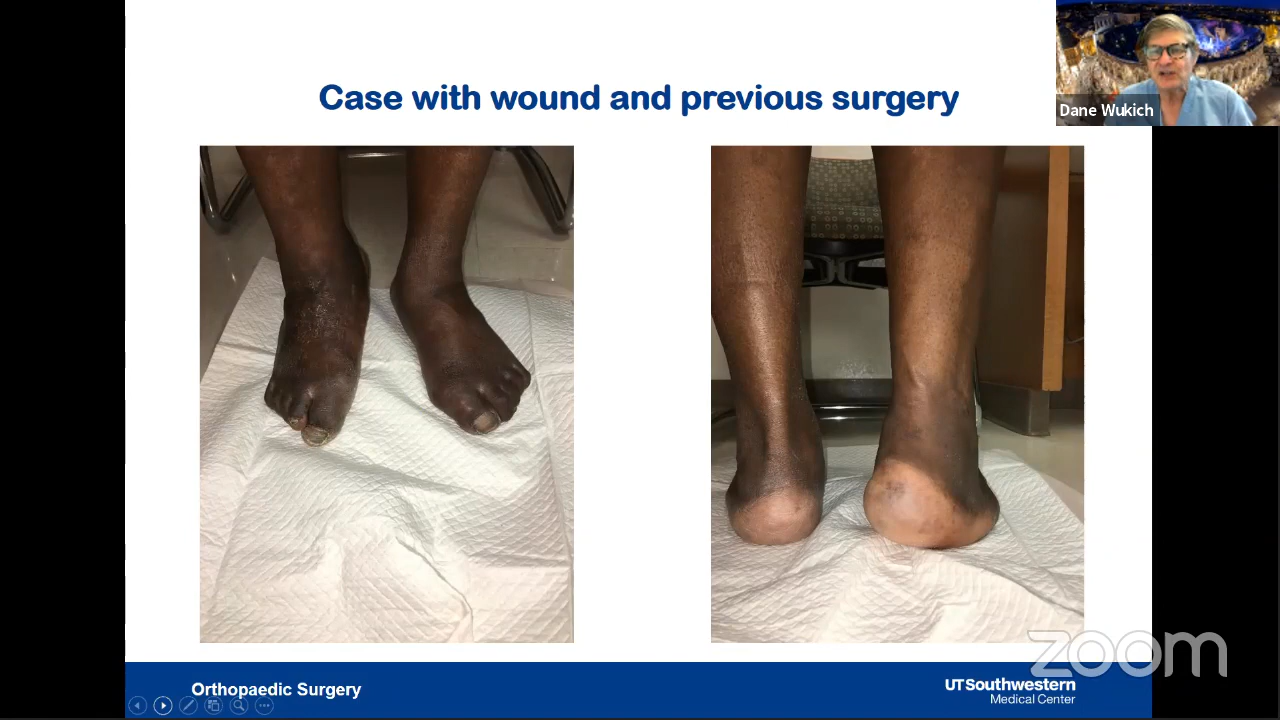 Case with wound and previous surgery
Dane Wukich
Orthopaedic Surgery
UTSouthwestern
Medical Center
zoom